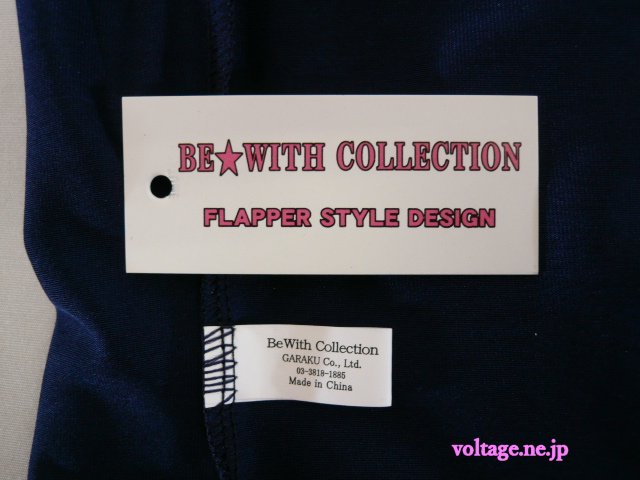 BE★WITH COLLECTION
FLAPPER STYLE DESIGN
BeWith Collection
GARAKU Co., Ltd.
03-3818-1885
Made in China
voltage.ne.jp